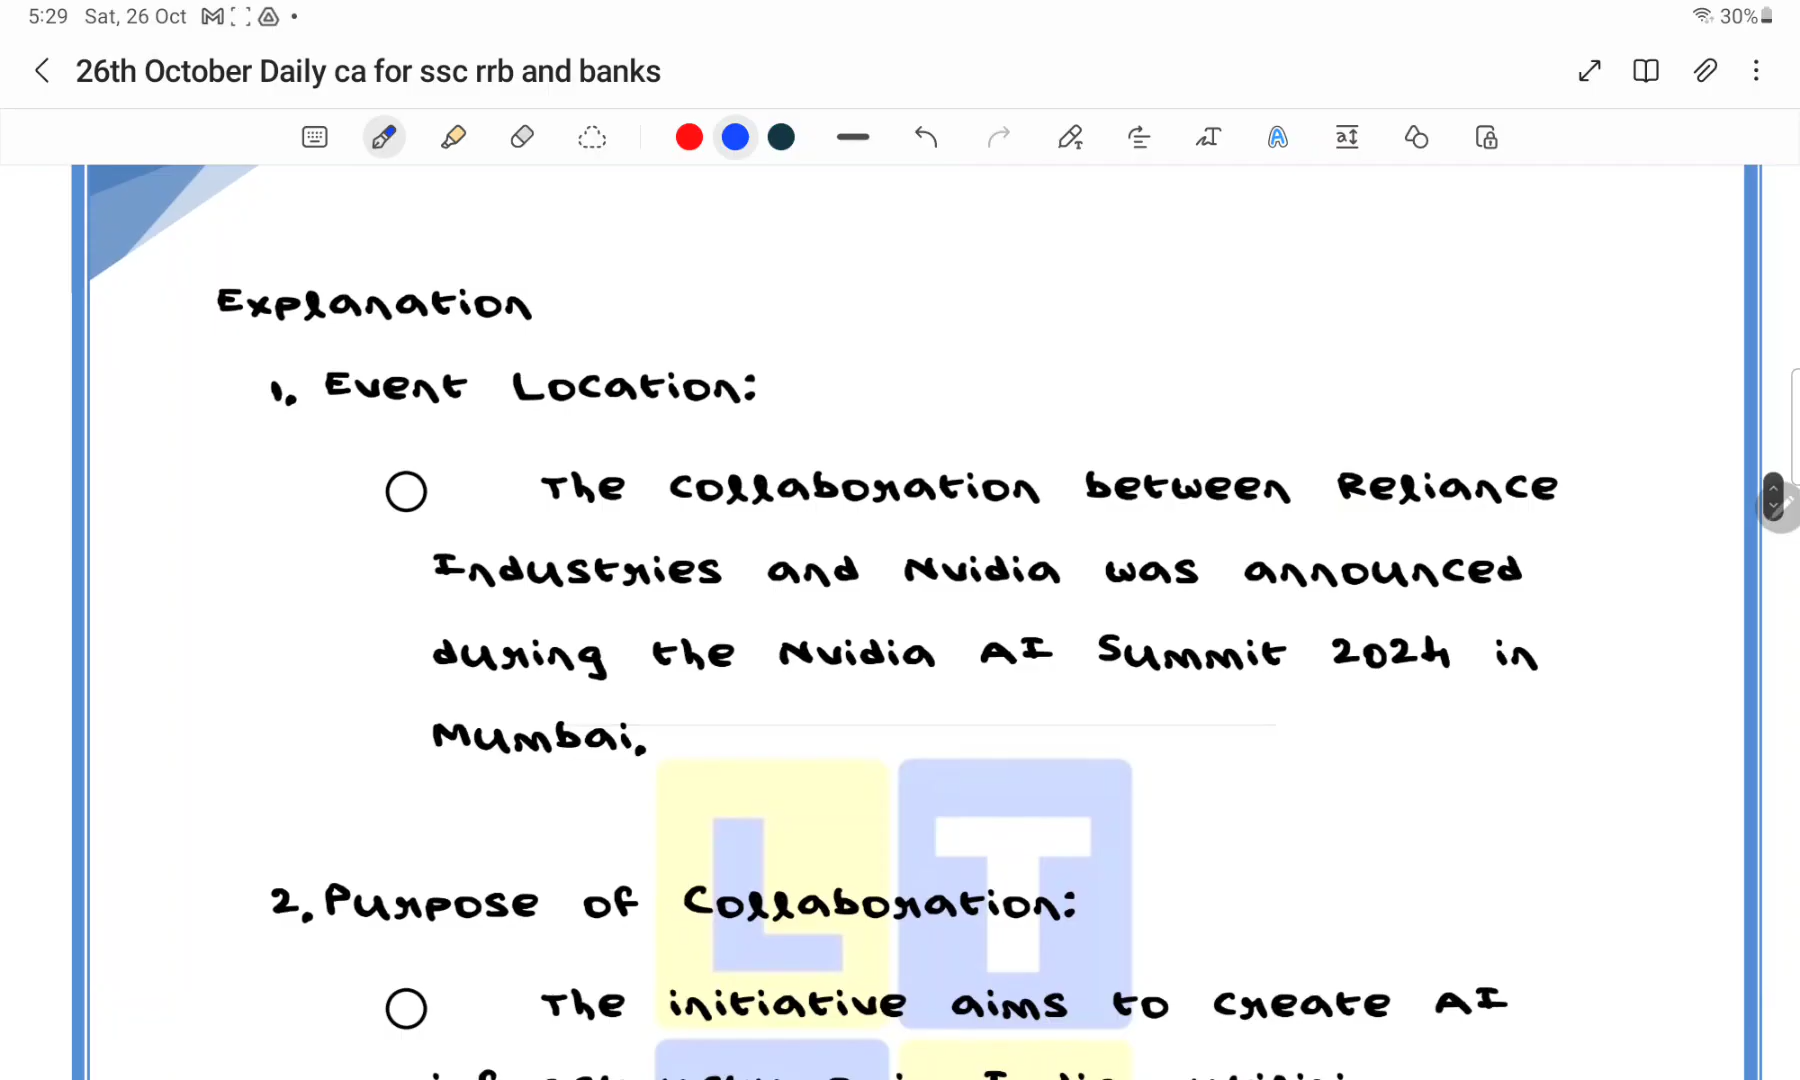 5:29 Sat, 26 Oct 30%
26th October Daily ca for ssc rrb and banks
Explanation
1. Event Location:
The collaboration between Reliance
Industries and Nvidia was announced
during the Nvidia AI Summit 2024 in
Mumbai.
LT
2. Purpose of Collaboration:
The initiative aims to create AI